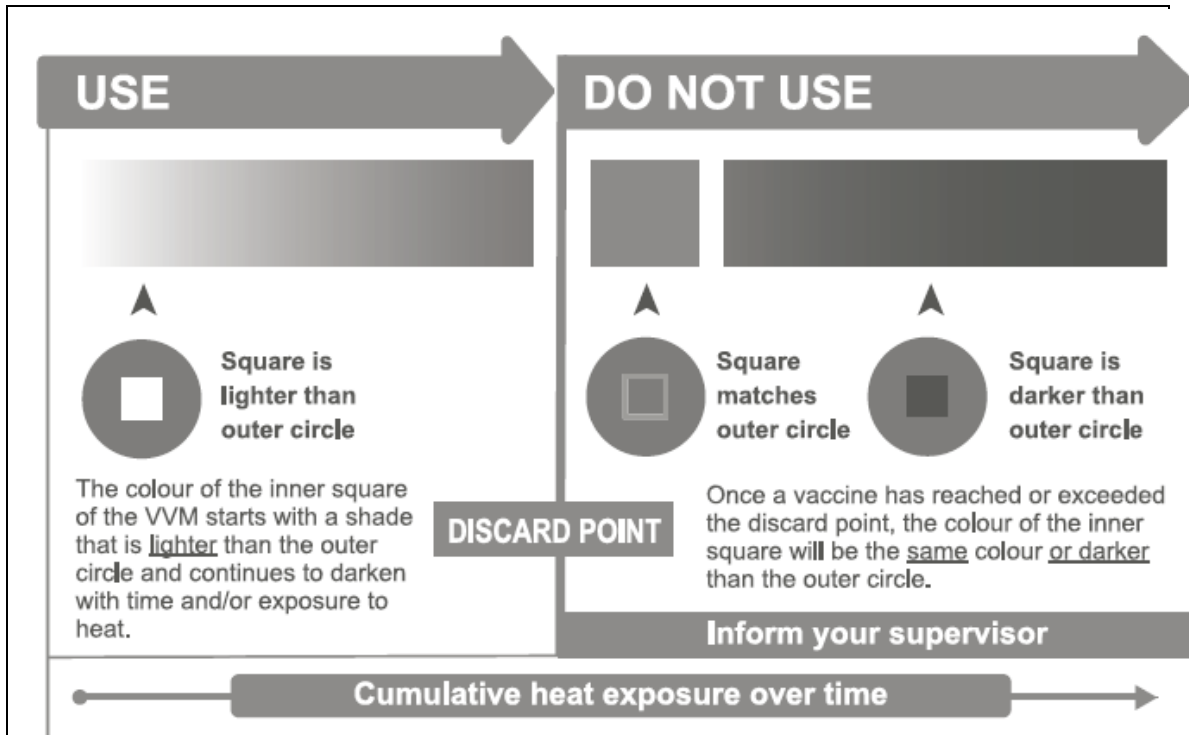 USE
DO NOT USE
Square is
lighter than
outer circle
Square
matches
outer circle
Square is
darker than
outer circle
The colour of the inner square
of the VVM starts with a shade
that is lighter than the outer
circle and continues to darken
with time and/or exposure to
heat.
DISCARD POINT
Once a vaccine has reached or exceeded
the discard point, the colour of the inner
square will be the same colour or darker
than the outer circle.
Inform your supervisor
Cumulative heat exposure over time